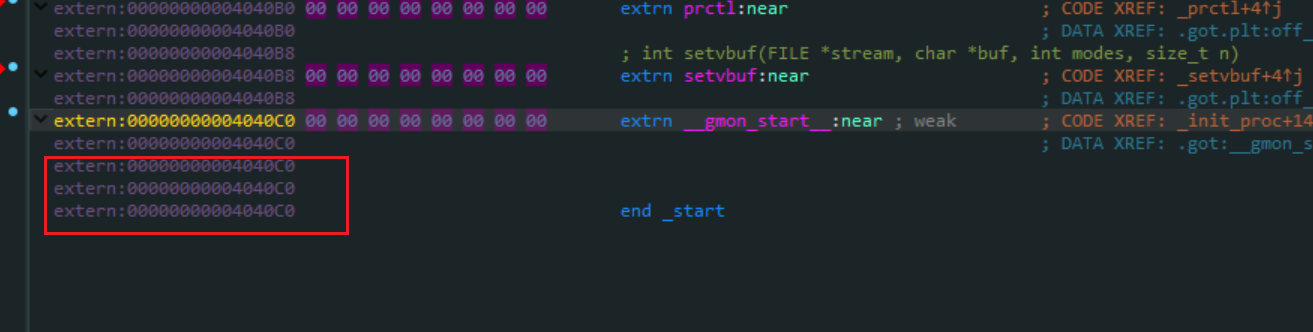 extern:00000000004040B0 00 00 00 00 00 00 00 00 extrn prctl:near ; CODE XREF: _prctl+4↑j
extern:00000000004040B0 ; DATA XREF: .got.plt:off_
extern:00000000004040B8 ; int setvbuf(FILE *stream, char *buf, int modes, size_t n)
extern:00000000004040B8 00 00 00 00 00 00 00 00 extrn setvbuf:near ; CODE XREF: _setvbuf+4↑j
extern:00000000004040B8 ; DATA XREF: .got.plt:off_
extern:00000000004040C0 00 00 00 00 00 00 00 00 extrn __gmon_start__:near ; weak ; CODE XREF: _init_proc+14
extern:00000000004040C0 ; DATA XREF: .got:__gmon_s
extern:00000000004040C0
extern:00000000004040C0
extern:00000000004040C0 end _start